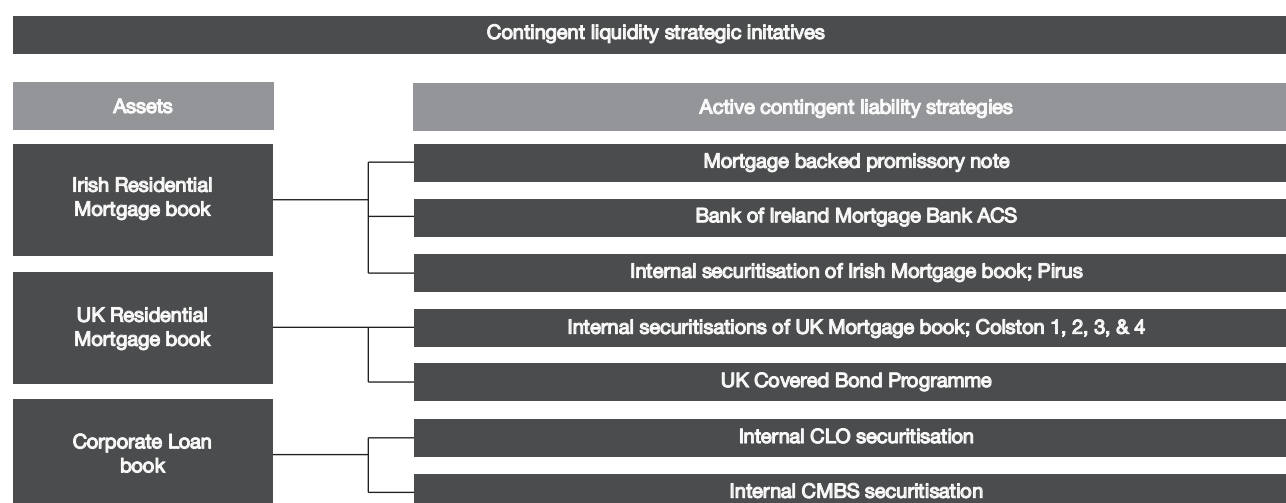 Contingent liquidity strategic initatives
Assets
Active contingent liability strategies
Irish Residential
Mortgage book
Mortgage backed promissory note
Bank of Ireland Mortgage Bank ACS
Internal securitisation of Irish Mortgage book; Pirus
UK Residential
Mortgage book
Internal securitisations of UK Mortgage book; Colston 1, 2, 3, & 4
UK Covered Bond Programme
Corporate Loan
book
Internal CLO securitisation
Internal CMBS securitisation